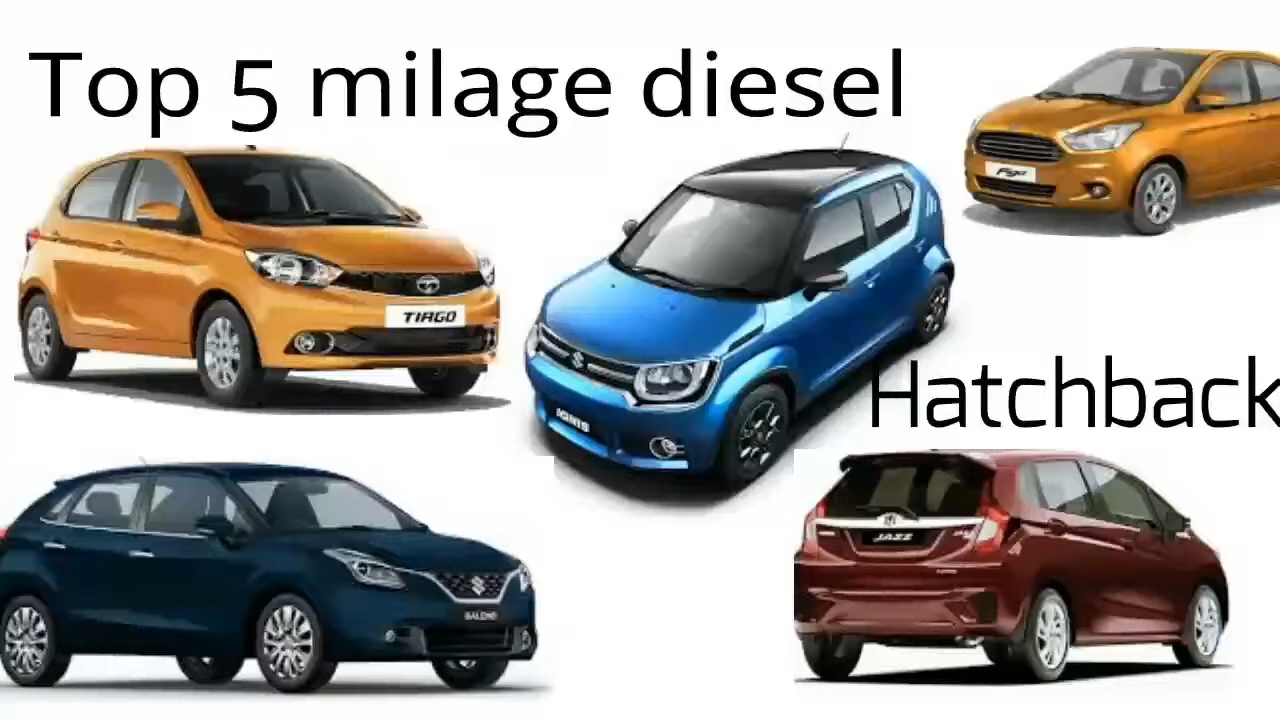 Top 5 milage diesel
Figo
TIAGO
IGNIS
Hatchback
JAZZ
BALENO